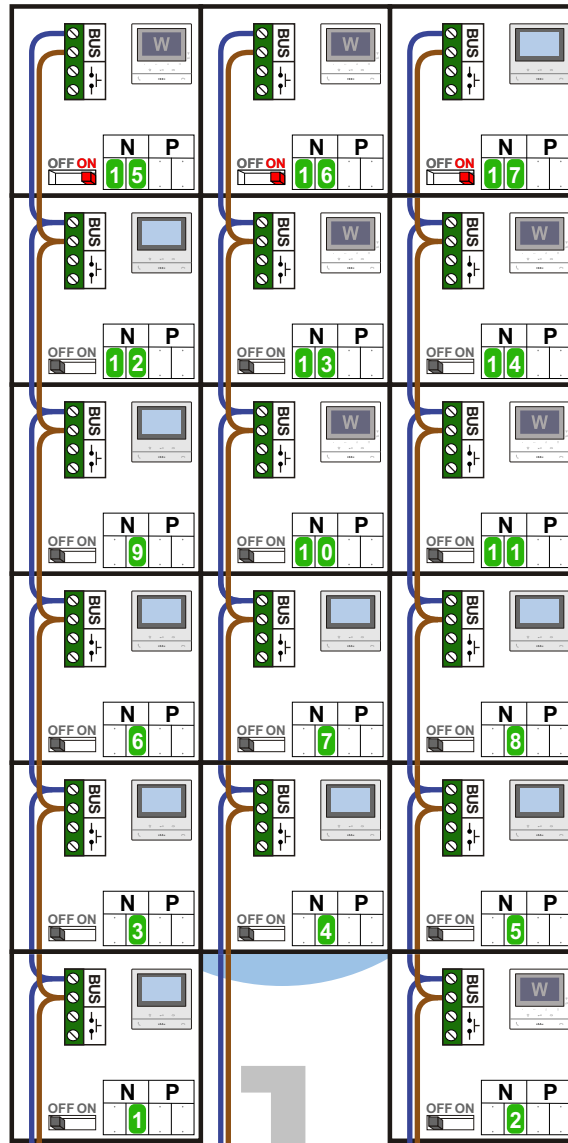 BUS W BUS W BUS
N P N P N P
OFF ON 15 OFF ON 16 OFF ON 17
BUS BUS W BUS W
N P N P N P
OFF ON 12 OFF ON 13 OFF ON 14
BUS BUS W BUS W
N P N P N P
OFF ON 9 OFF ON 10 OFF ON 11
BUS BUS BUS
N P N P N P
OFF ON 6 OFF ON 7 OFF ON 8
BUS BUS BUS
N P N P N P
OFF ON 3 OFF ON 4 OFF ON 5
BUS BUS W
N P 1 N P
OFF ON 1 OFF ON 2